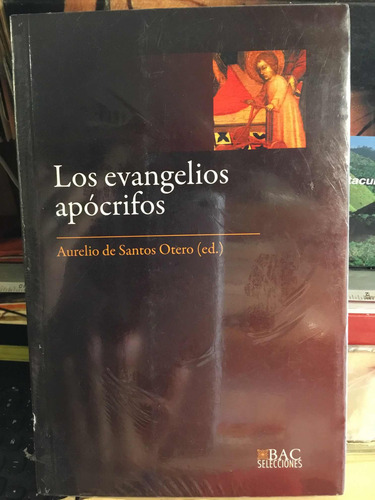 Los evangelios
apócrifos
Aurelio de Santos Otero (ed.)
BAC
SELECCIONES